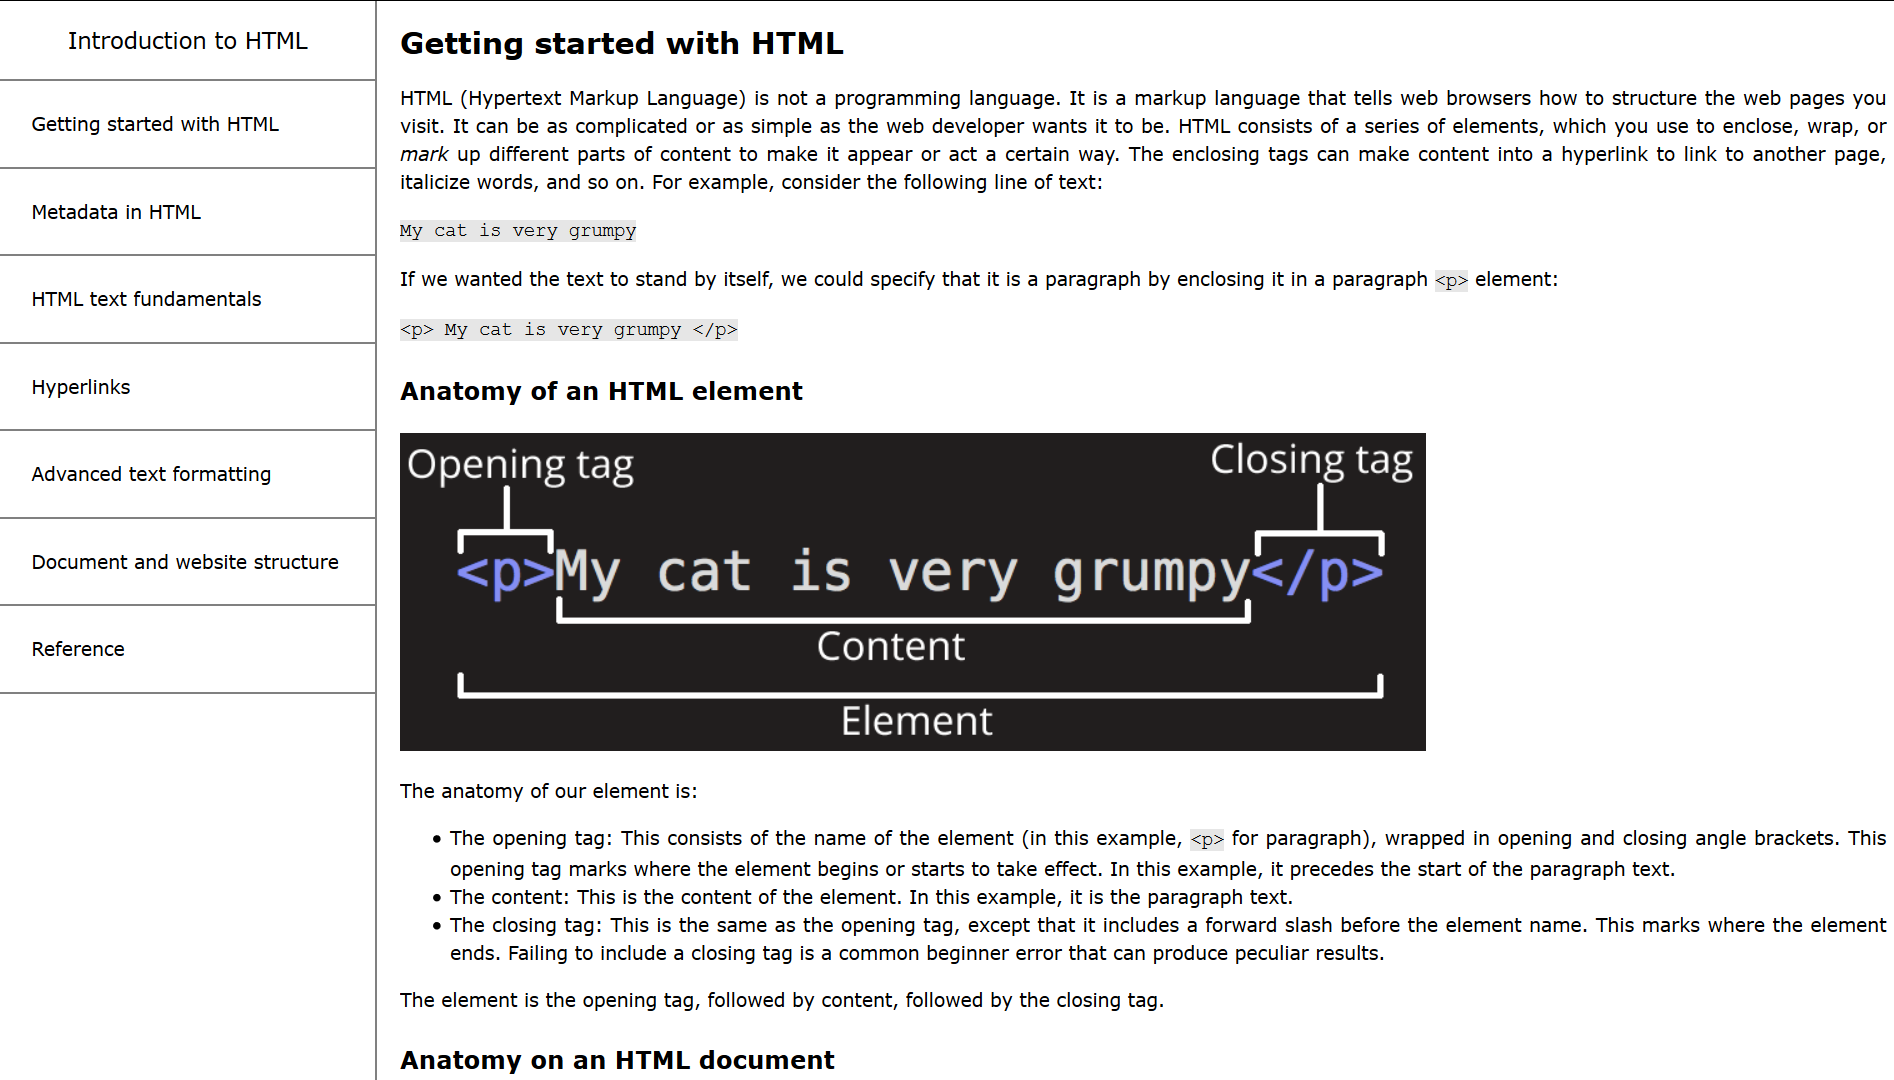 Introduction to HTML
Getting started with HTML
Metadata in HTML
HTML text fundamentals
Hyperlinks
Advanced text formatting
Document and website structure
Reference
Getting started with HTML
HTML (Hypertext Markup Language) is not a programming language. It is a markup language that tells web browsers how to structure the web pages you
visit. It can be as complicated or as simple as the web developer wants it to be. HTML consists of a series of elements, which you use to enclose, wrap, or
mark up different parts of content to make it appear or act a certain way. The enclosing tags can make content into a hyperlink to link to another page,
italicize words, and so on. For example, consider the following line of text:
My cat is very grumpy
If we wanted the text to stand by itself, we could specify that it is a paragraph by enclosing it in a paragraph <p> element:
<p> My cat is very grumpy </p>
Anatomy of an HTML element
Opening tag
Closing tag
<p>My cat is very grumpy</p>
Content
Element
The anatomy of our element is:
• The opening tag: This consists of the name of the element (in this example, <p> for paragraph), wrapped in opening and closing angle brackets. This
opening tag marks where the element begins or starts to take effect. In this example, it precedes the start of the paragraph text.
• The content: This is the content of the element. In this example, it is the paragraph text.
• The closing tag: This is the same as the opening tag, except that it includes a forward slash before the element name. This marks where the element
ends. Failing to include a closing tag is a common beginner error that can produce peculiar results.
The element is the opening tag, followed by content, followed by the closing tag.
Anatomy on an HTML document